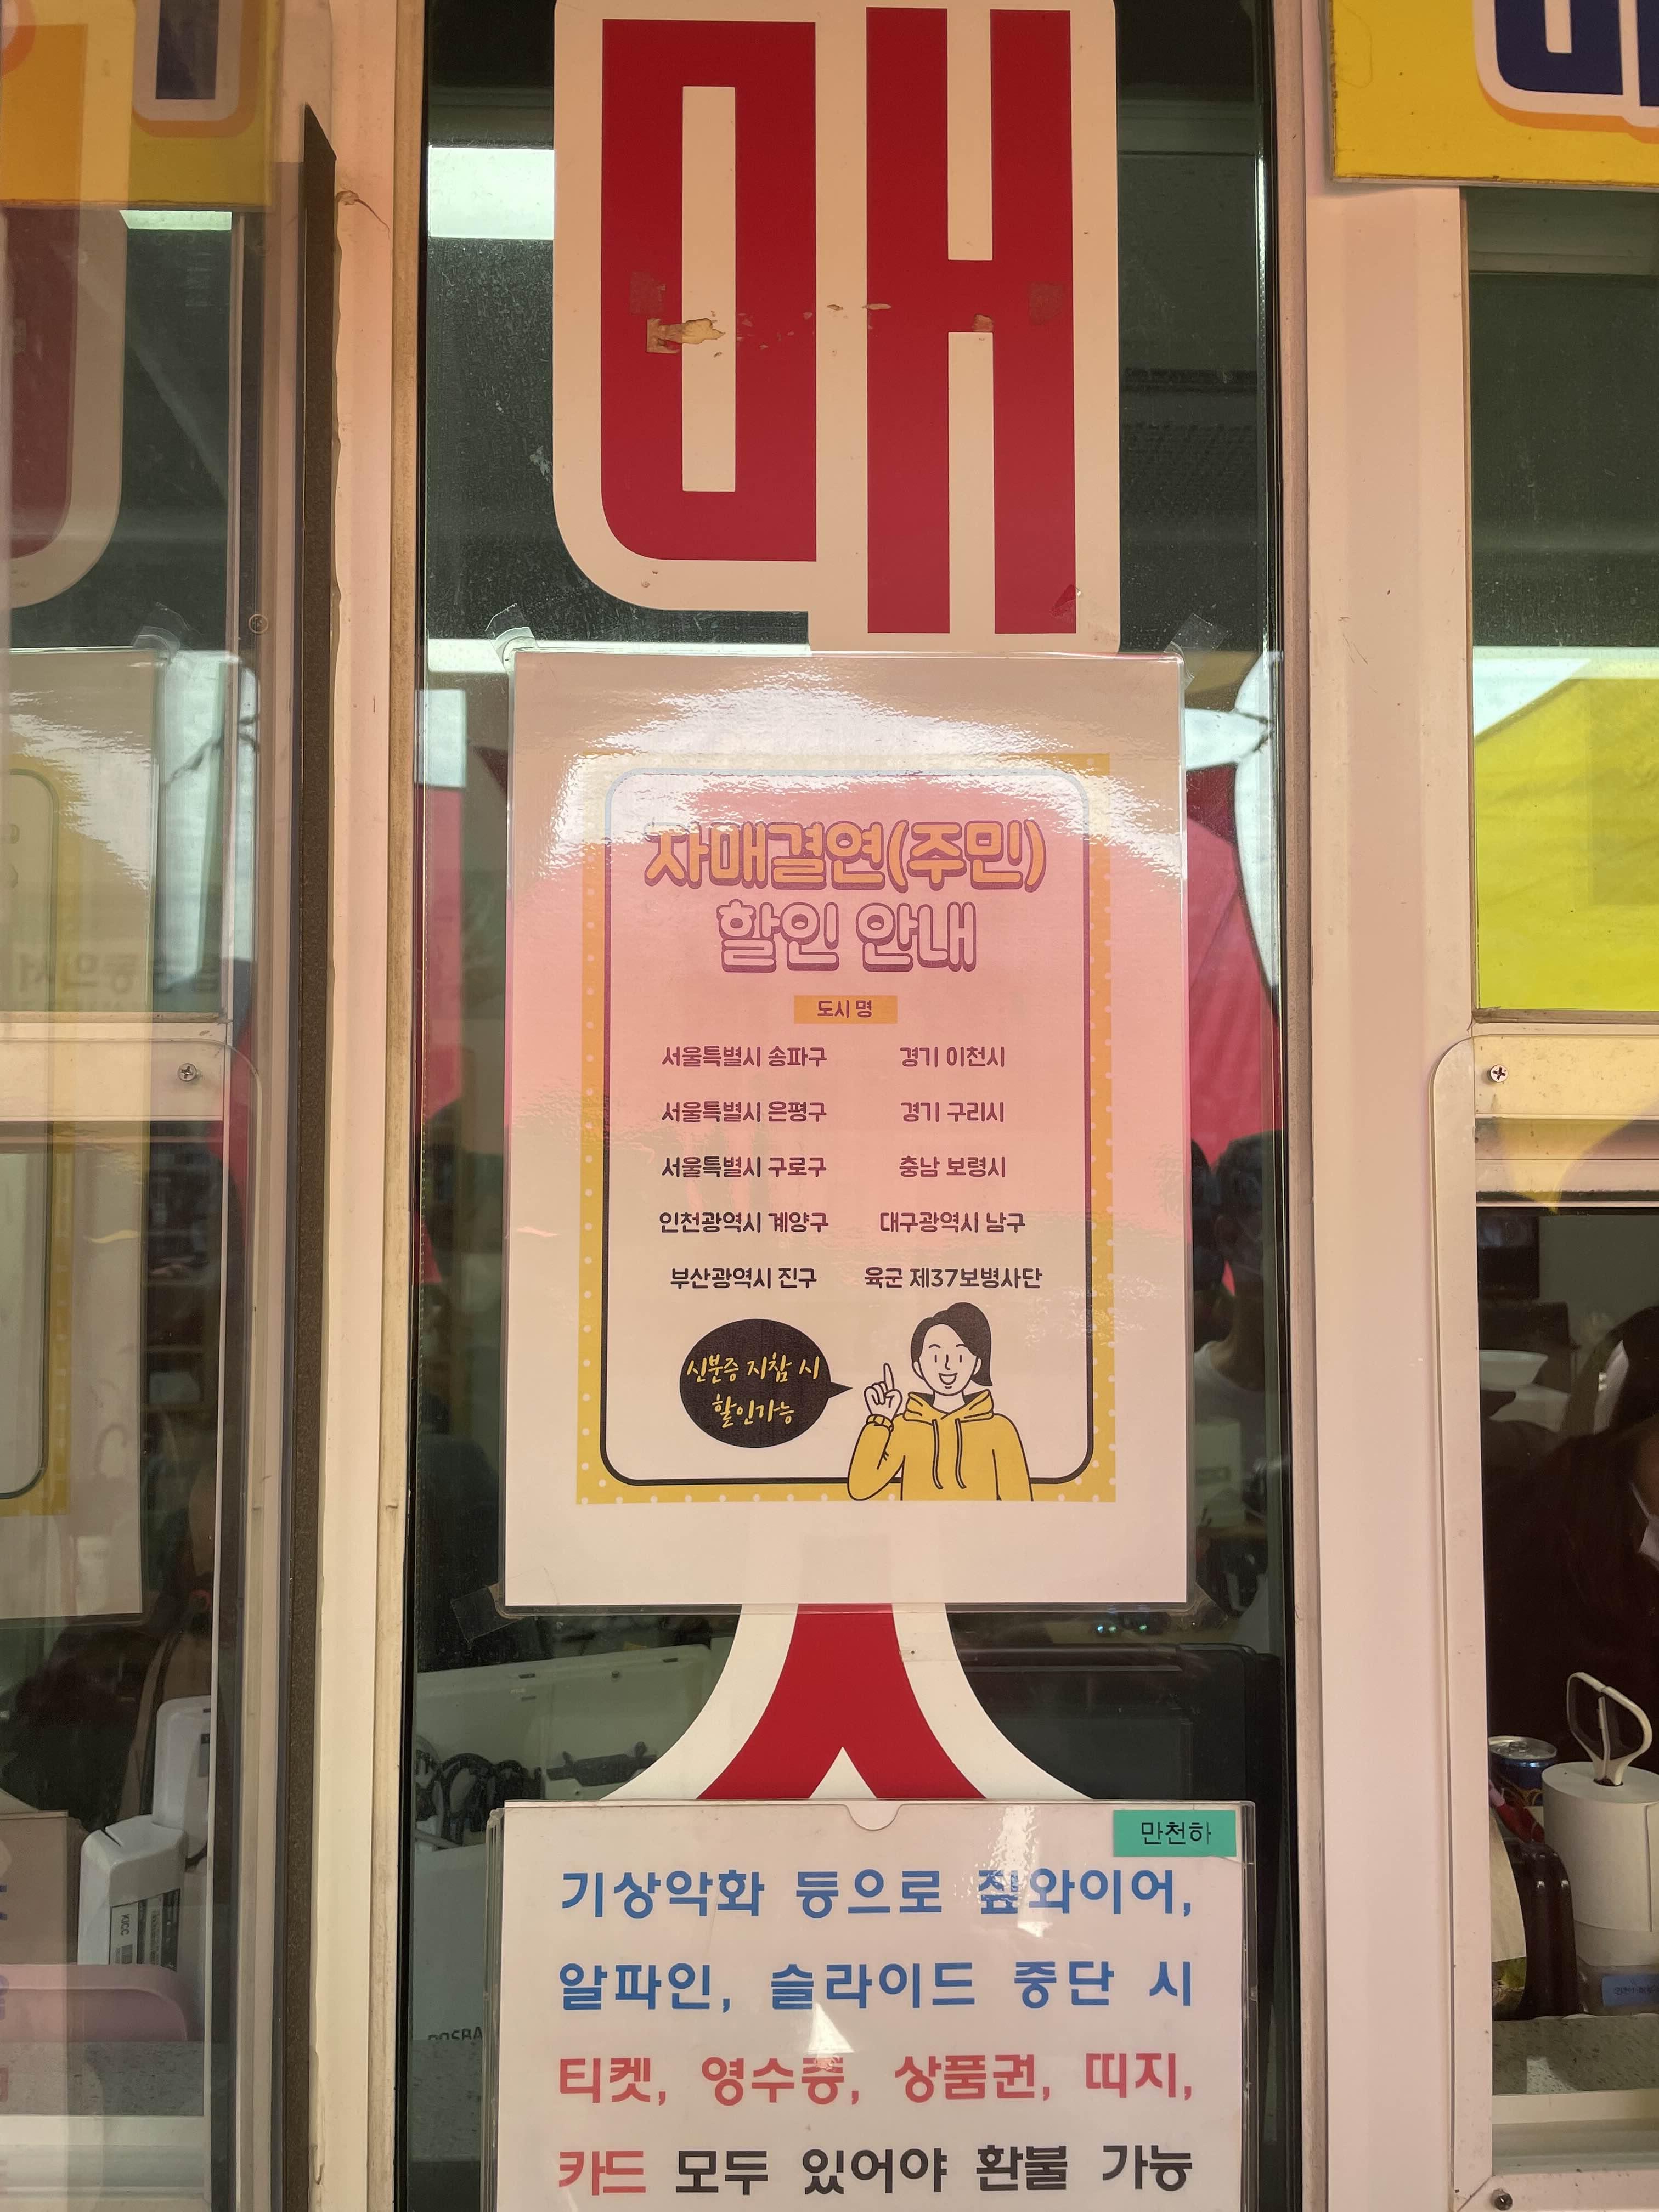 매
자매결연(주민)
할인 안내
도시 명
서울특별시 송파구 경기 이천시
서울특별시 은평구 경기 구리시
서울특별시 구로구 충남 보령시
인천광역시 계양구 대구광역시 남구
부산광역시 진구 육군 제37보병사단
신분증 지참 시
할인가능
만천하
기상악화 등으로 짚와이어,
알파인, 슬라이드 중단 시
티켓, 영수증, 상품권, 띠지,
카드 모두 있어야 환불 가능
KICC